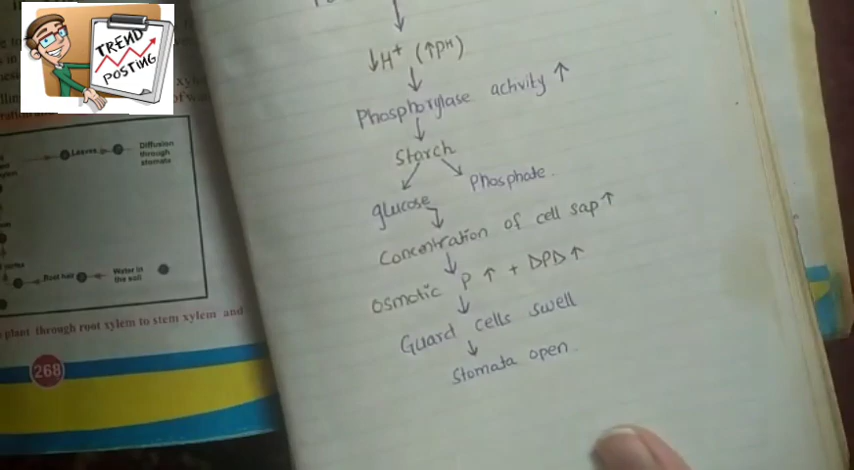 TREND
POSTING
Leaves
Diffusion
through
stomata
Root hair
Water in
the soil
plant through root xylem to stem xylem and
268
↓H⁺ (↑PH)
↓
Phosphorylase activity ↑
↓
Starch
Phosphate.
glucose
Concentration of cell sap↑
↓
Osmotic P ↑ + DPD↑
↓
Guard cells swell
↓
Stomata open.